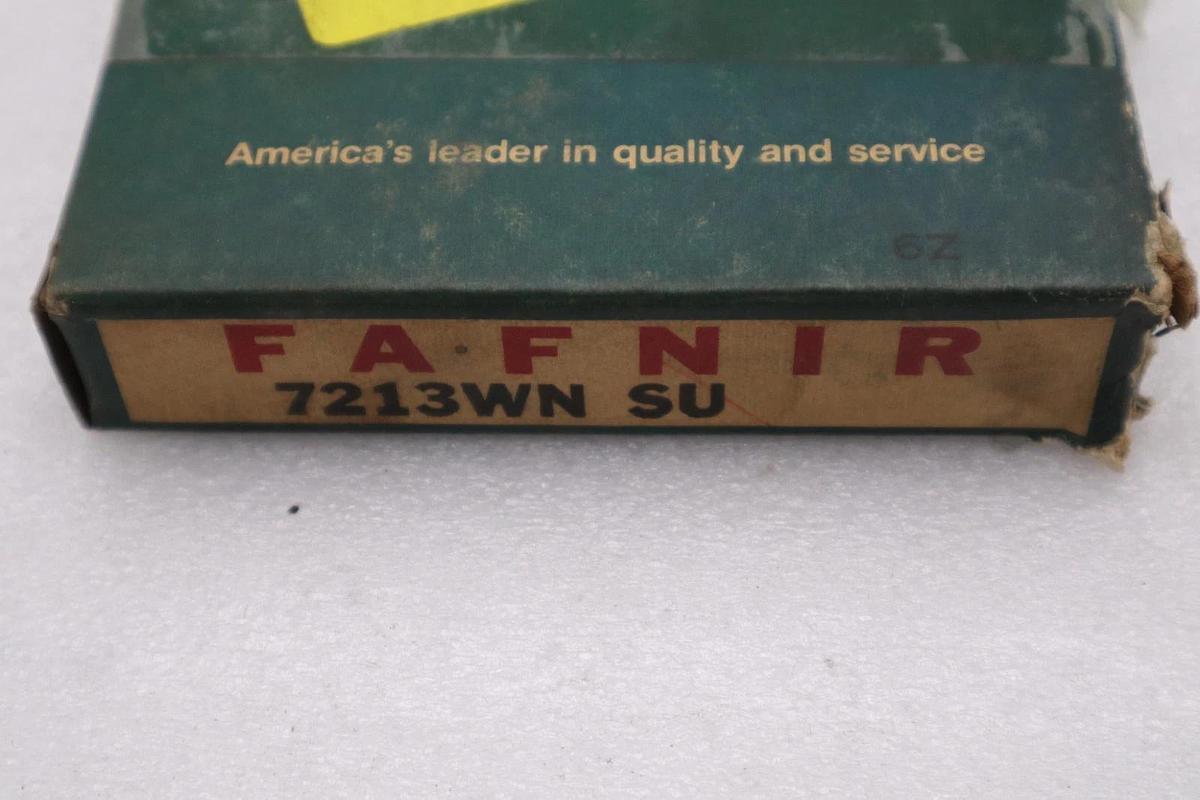 America's leader in quality and service
6Z
FAFNIR
7213WN SU